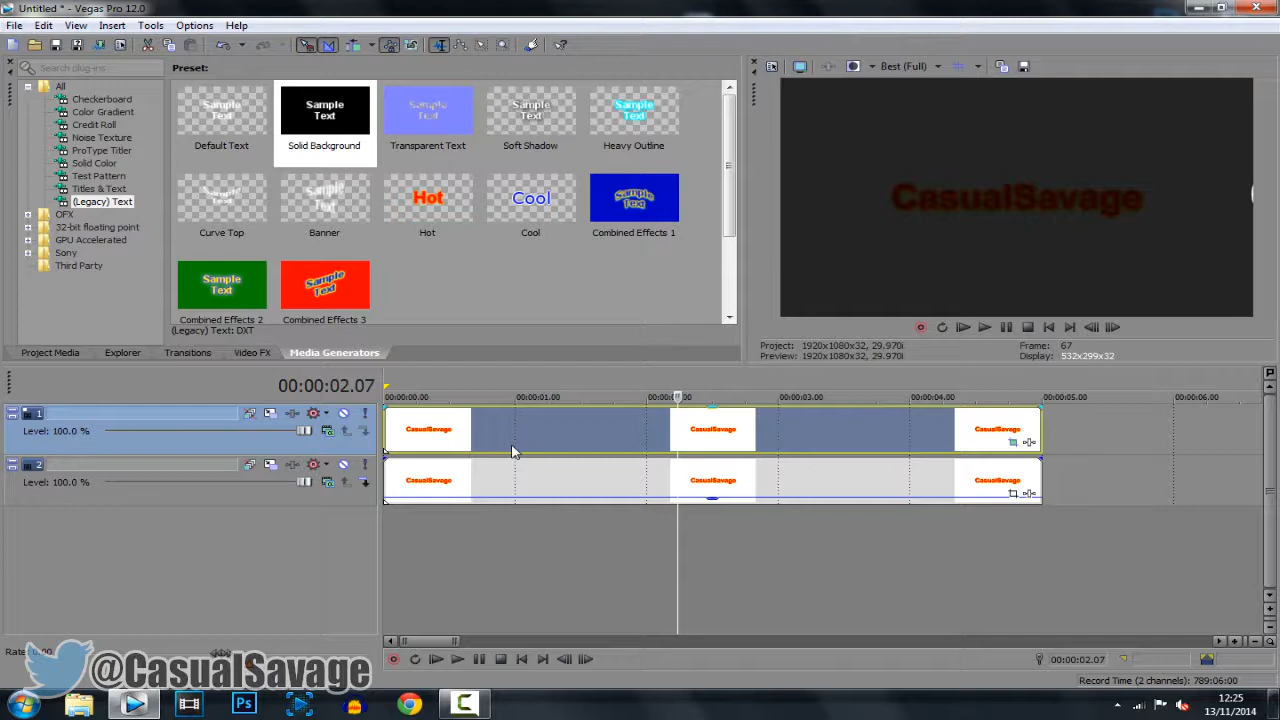 Untitled * - Vegas Pro 12.0
File Edit View Insert Tools Options Help
Search plug-ins
All
Checkerboard
Color Gradient
Credit Roll
Noise Texture
ProType Titler
Solid Color
Test Pattern
Titles & Text
(Legacy) Text
OFX
32-bit floating point
GPU Accelerated
Sony
Third Party
Preset:
Sample Text
Default Text
Sample Text
Solid Background
Sample Text
Transparent Text
Sample Text
Soft Shadow
Sample Text
Heavy Outline
Sample Text
Curve Top
Sample Text
Banner
Hot
Hot
Cool
Cool
Sample Text
Combined Effects 1
Sample Text
Combined Effects 2
Sample Text
Combined Effects 3
(Legacy) Text: DXT
Project Media Explorer Transitions Video FX Media Generators
Best (Full)
CasualSavage
Project: 1920x1080x32, 29.970i
Preview: 1920x1080x32, 29.970i
Frame: 67
Display: 532x299x32
00:00:02.07
00:00:00.00 00:00:01.00 00:00:03.00 00:00:04.00 00:00:05.00 00:00:06.00
1
Level: 100.0 %
CasualSavage CasualSavage CasualSavage
2
Level: 100.0 %
CasualSavage CasualSavage CasualSavage
Rate: 0.00
@CasualSavage
00:00:02.07
Record Time (2 channels): 789:06:00
Ps
12:25
13/11/2014